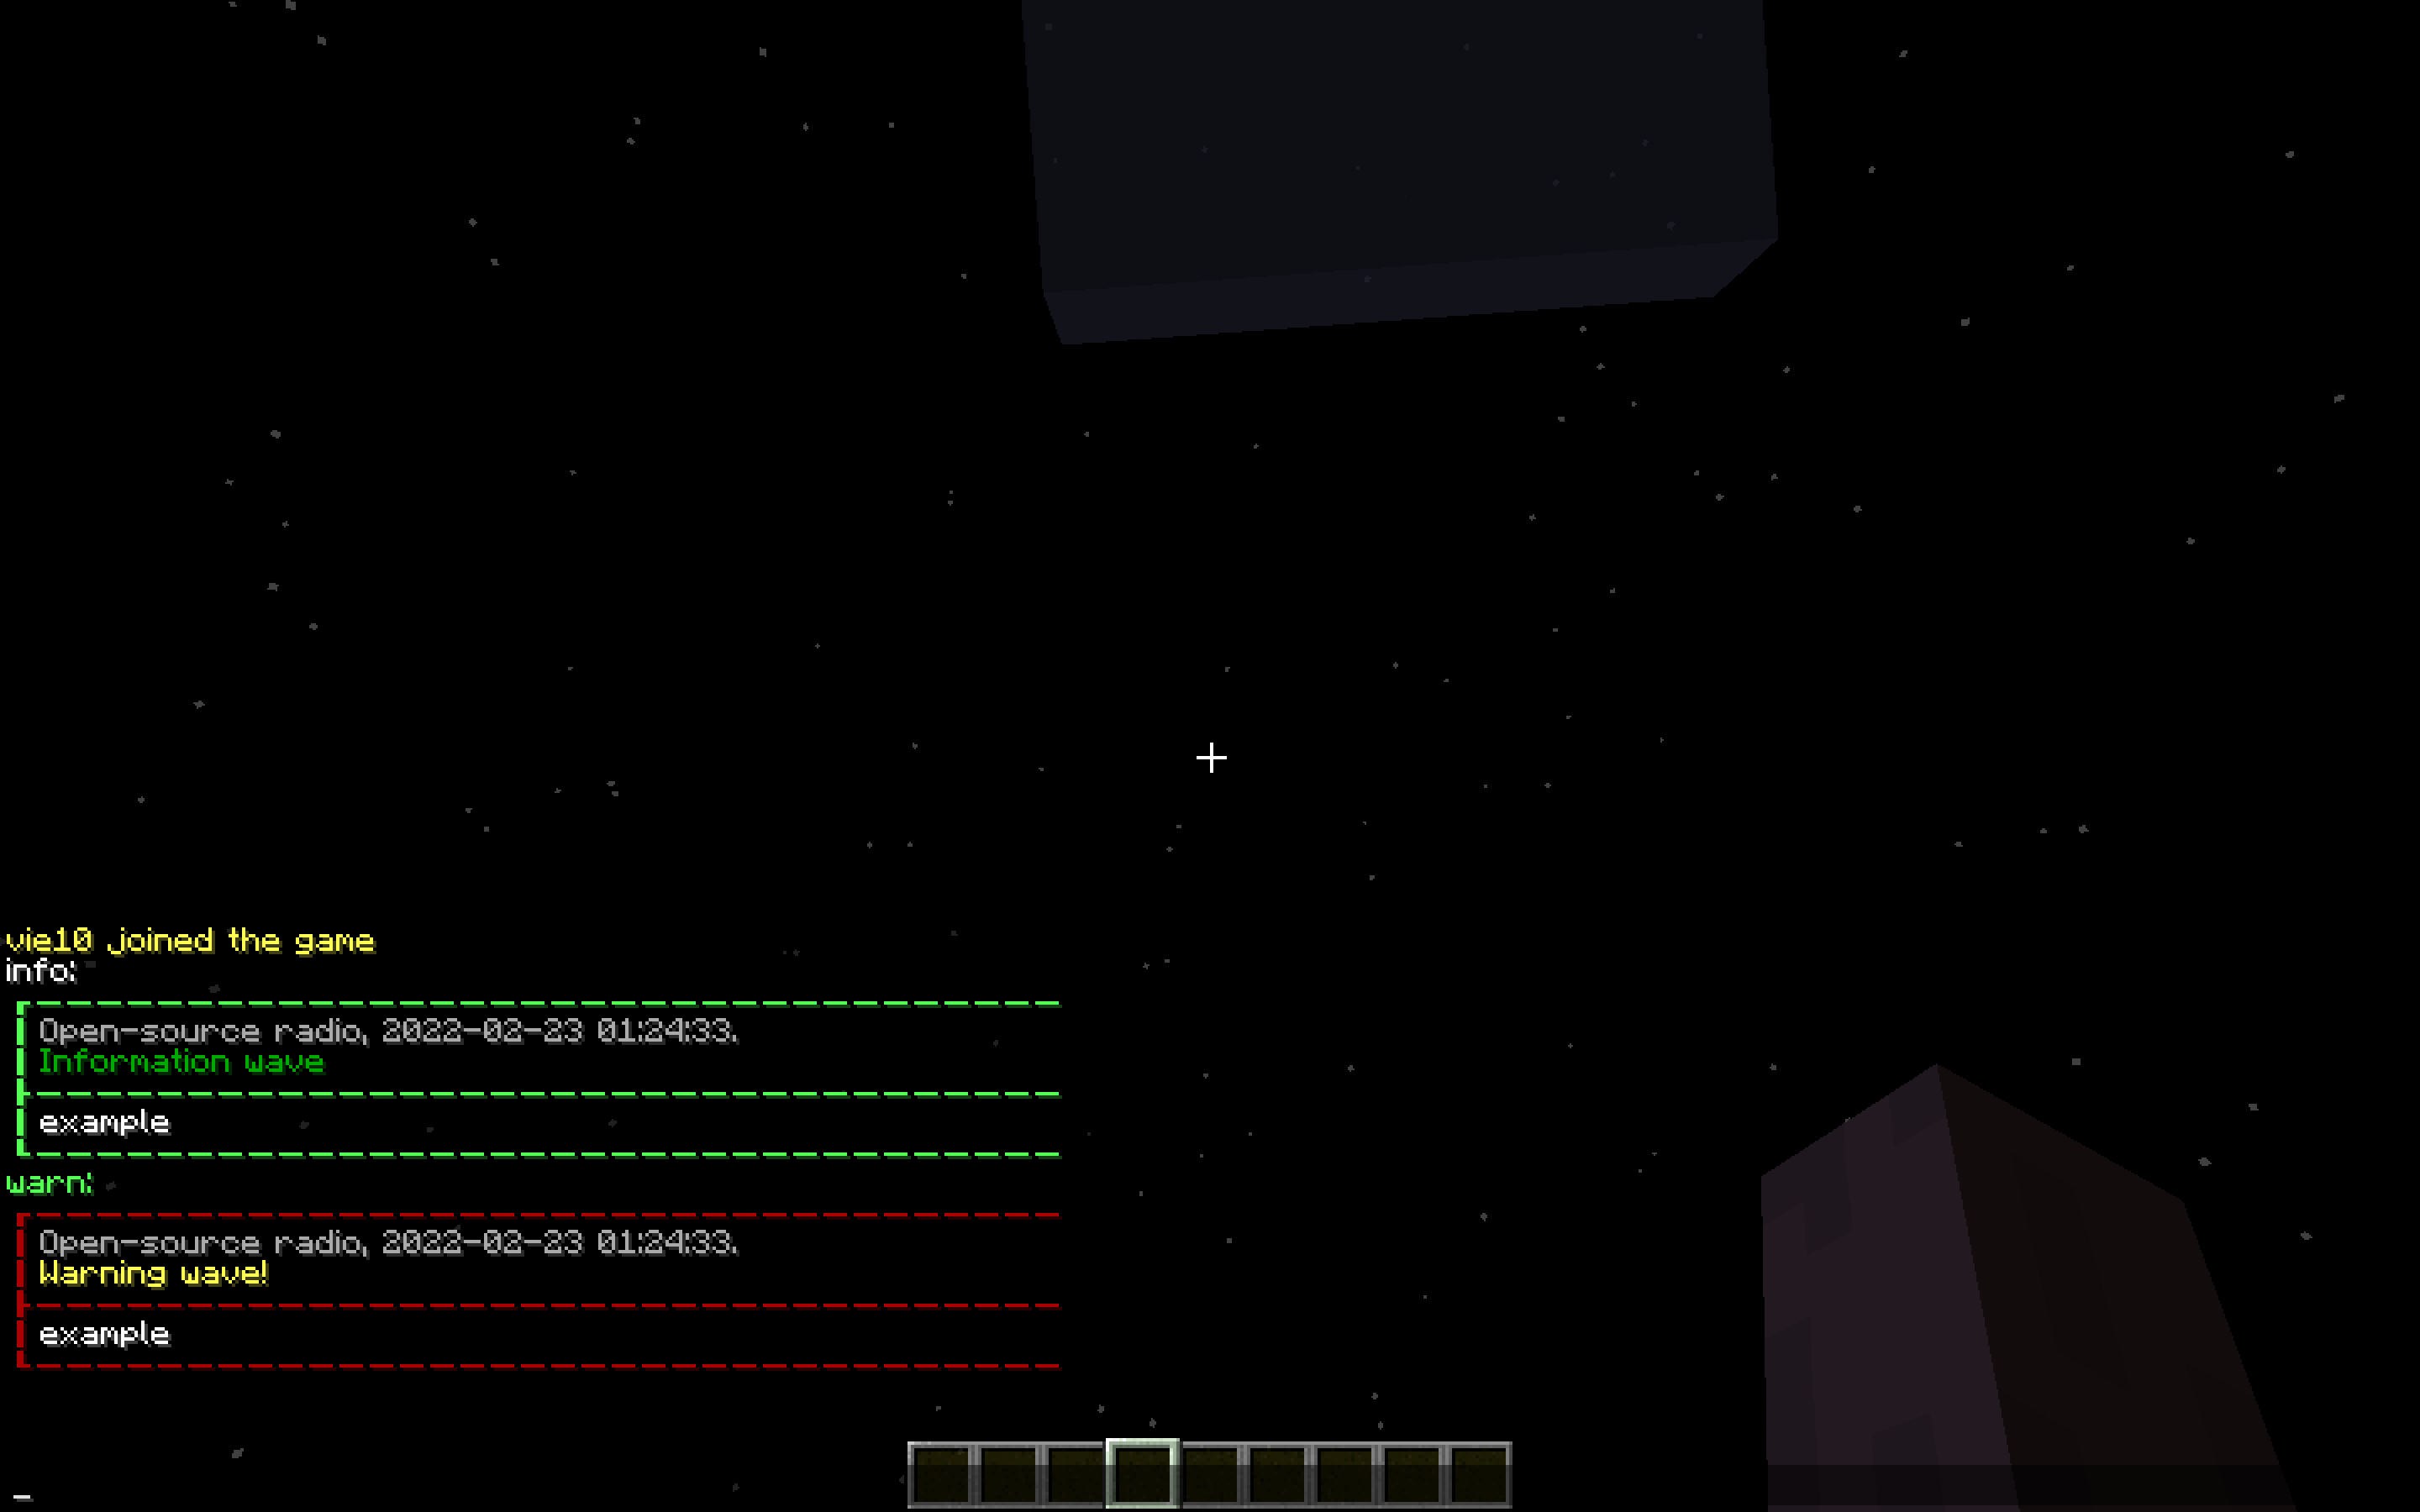 vie10 joined the game
info:
Open-source radio, 2022-02-23 01:24:33.
Information wave
example
warn:
Open-source radio, 2022-02-23 01:24:33.
Warning wave!
example
_